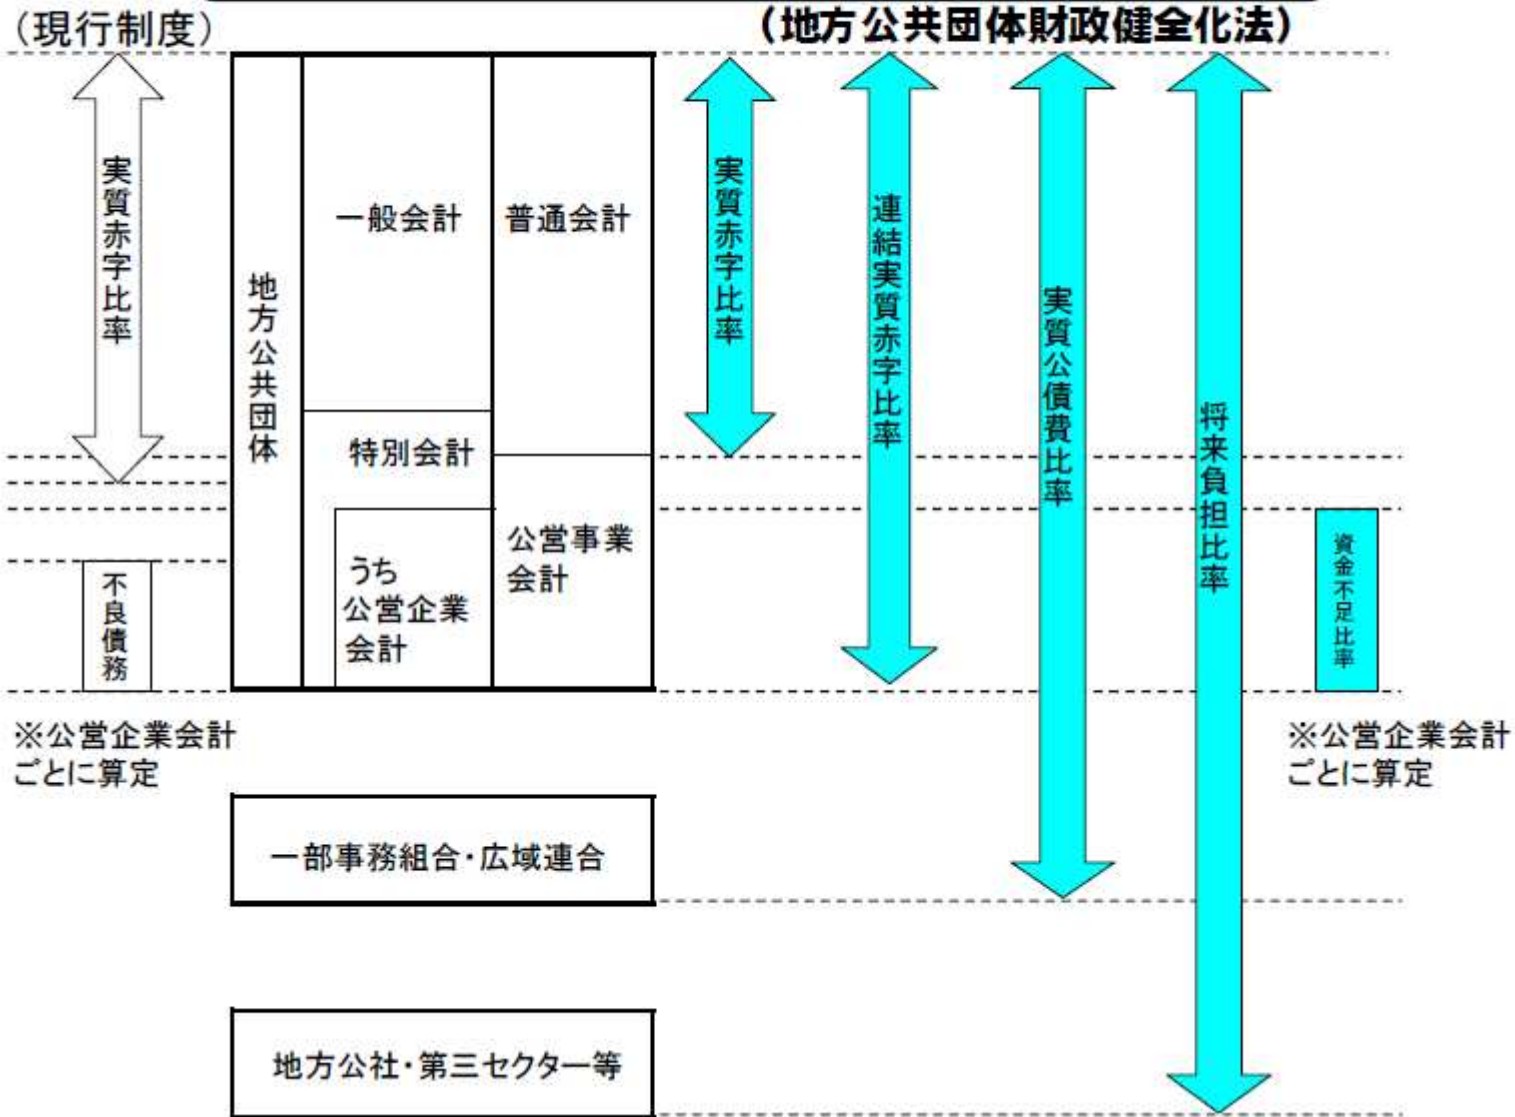 （現行制度）
（地方公共団体財政健全化法）
実質赤字比率
地方公共団体
一般会計
普通会計
実質赤字比率
連結実質赤字比率
実質公債費比率
将来負担比率
特別会計
公営事業
会計
うち
公営企業
会計
不良債務
資金不足比率
※公営企業会計
ごとに算定
※公営企業会計
ごとに算定
一部事務組合・広域連合
地方公社・第三セクター等